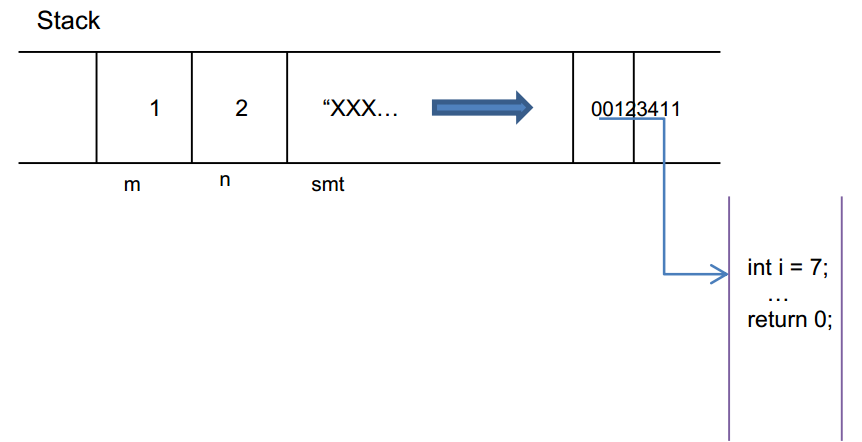 Stack
1 2 “XXX... 00123411
m n smt
int i = 7;
...
return 0;